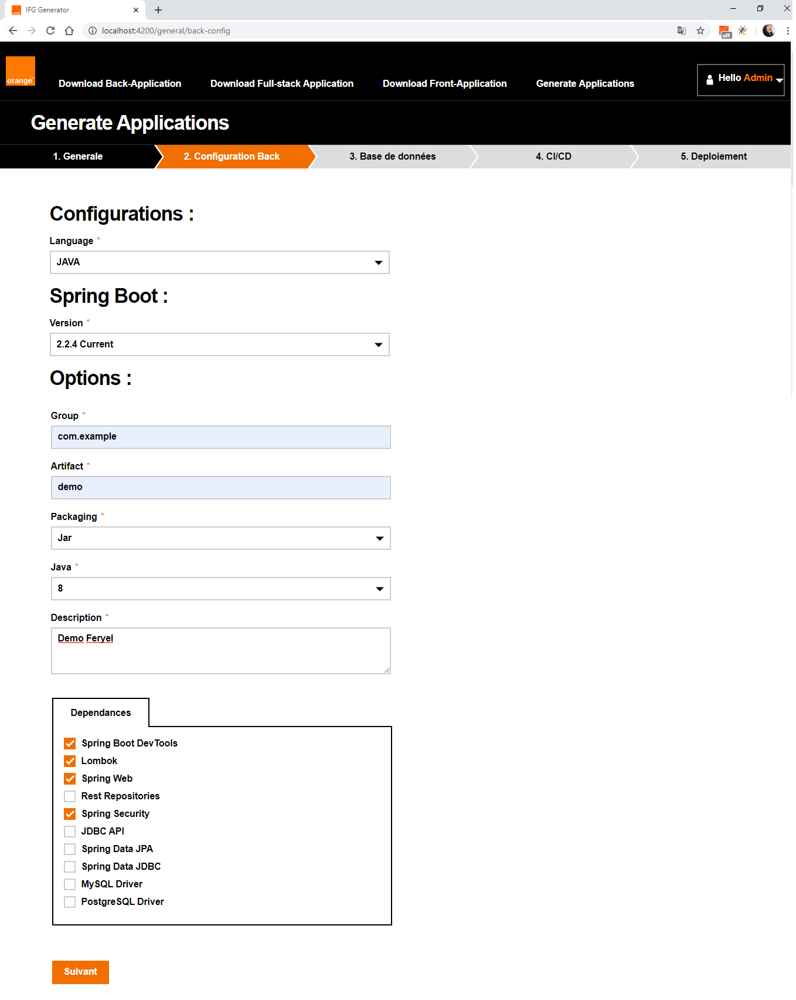 IFG Generator
localhost:4200/general/back-config
off
orange™
Download Back-Application Download Full-stack Application Download Front-Application Generate Applications Hello Admin
Generate Applications
1. Generale 2. Configuration Back 3. Base de données 4. CI/CD 5. Deploiement
Configurations :
Language *
JAVA
Spring Boot :
Version *
2.2.4 Current
Options :
Group *
com.example
Artifact *
demo
Packaging *
Jar
Java *
8
Description *
Demo Feryel
Dependances
Spring Boot DevTools
Lombok
Spring Web
Rest Repositories
Spring Security
JDBC API
Spring Data JPA
Spring Data JDBC
MySQL Driver
PostgreSQL Driver
Suivant